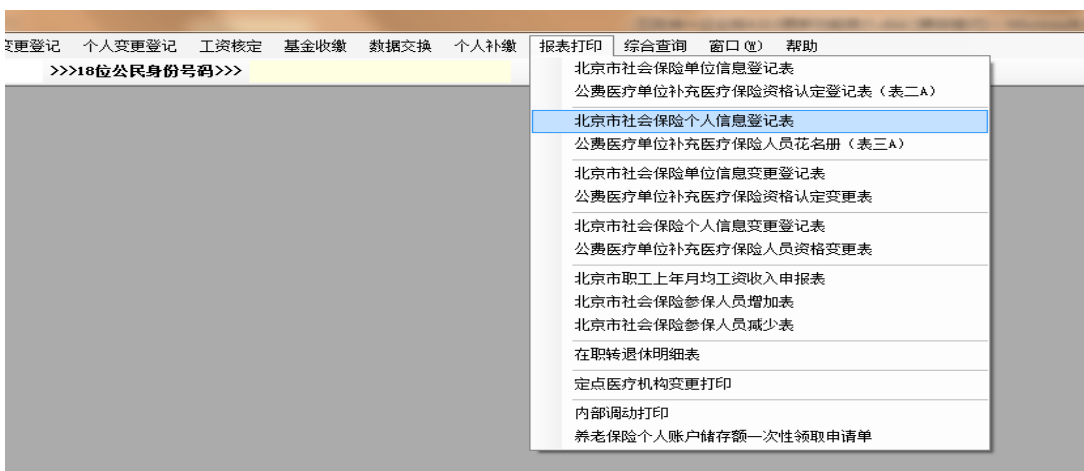 变更登记 个人变更登记 工资核定 基金收缴 数据交换 个人补缴 报表打印 综合查询 窗口(W) 帮助
>>>18位公民身份号码>>>
北京市社会保险单位信息登记表
公费医疗单位补充医疗保险资格认定登记表（表二A）
北京市社会保险个人信息登记表
公费医疗单位补充医疗保险人员花名册（表三A）
北京市社会保险单位信息变更登记表
公费医疗单位补充医疗保险资格认定变更表
北京市社会保险个人信息变更登记表
公费医疗单位补充医疗保险人员资格变更表
北京市职工上年月均工资收入申报表
北京市社会保险参保人员增加表
北京市社会保险参保人员减少表
在职转退休明细表
定点医疗机构变更打印
内部调动打印
养老保险个人账户储存额一次性领取申请单